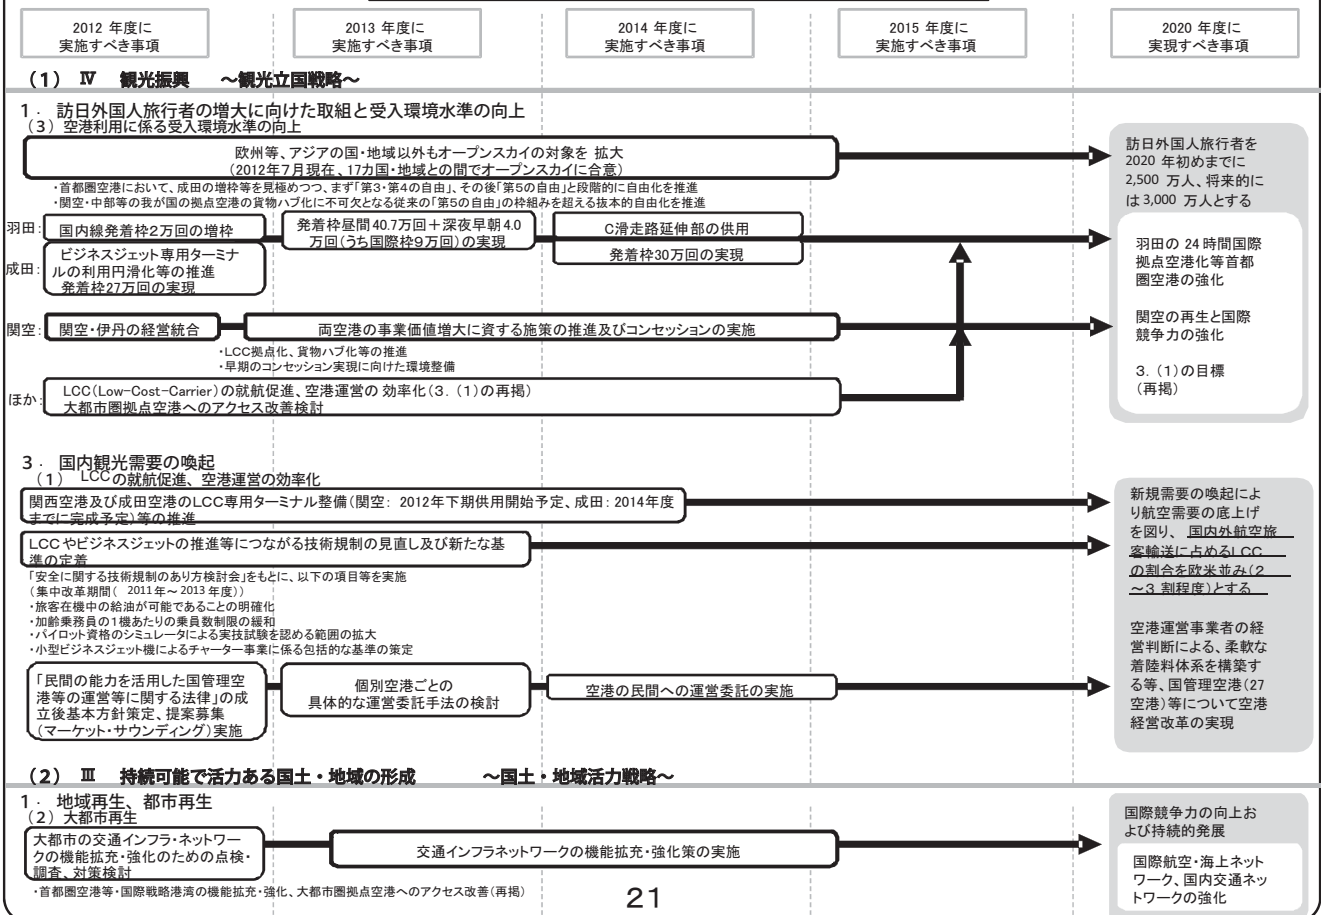 2012 年度に
実施すべき事項
2013 年度に
実施すべき事項
2014 年度に
実施すべき事項
2015 年度に
実施すべき事項
2020 年度に
実現すべき事項
(1) Ⅳ 観光振興 ~観光立国戦略~
1. 訪日外国人旅行者の増大に向けた取組と受入環境水準の向上
(3)空港利用に係る受入環境水準の向上
欧州等、アジアの国・地域以外もオープンスカイの対象を 拡大
(2012年7月現在、17カ国・地域との間でオープンスカイに合意)
・首都圏空港において、成田の増枠等を見極めつつ、まず「第3・第4の自由」、その後「第5の自由」と段階的に自由化を推進
・関空・中部等の我が国の拠点空港の貨物ハブ化に不可欠となる従来の「第5の自由」の枠組みを超える抜本的自由化を推進
訪日外国人旅行者を
2020 年初めまでに
2,500 万人、将来的に
は 3,000 万人とする
羽田:
国内線発着枠2万回の増枠
発着枠昼間40.7万回+深夜早朝4.0
万回(うち国際枠9万回)の実現
C滑走路延伸部の供用
成田:
ビジネスジェット専用ターミナ
ルの利用円滑化等の推進
発着枠27万回の実現
発着枠30万回の実現
羽田の 24 時間国際
拠点空港化等首都
圏空港の強化
関空:
関空・伊丹の経営統合
両空港の事業価値増大に資する施策の推進及びコンセッションの実施
・LCC拠点化、貨物ハブ化等の推進
・早期のコンセッション実現に向けた環境整備
関空の再生と国際
競争力の強化
ほか:
LCC(Low-Cost-Carrier)の就航促進、空港運営の 効率化(3.(1)の再掲)
大都市圏拠点空港へのアクセス改善検討
3.(1)の目標
(再掲)
3. 国内観光需要の喚起
(1) LCCの就航促進、空港運営の効率化
関西空港及び成田空港のLCC専用ターミナル整備(関空: 2012年下期供用開始予定、成田:2014年度
までに完成予定)等の推進
LCCやビジネスジェットの推進等につながる技術規制の見直し及び新たな基
準の定着
「安全に関する技術規制のあり方検討会」をもとに、以下の項目等を実施
(集中改革期間( 2011年~2013年度))
・旅客在機中の給油が可能であることの明確化
・加齢乗務員の1機あたりの乗員数制限の緩和
・パイロット資格のシミュレータによる実技試験を認める範囲の拡大
・小型ビジネスジェット機によるチャーター事業に係る包括的な基準の策定
新規需要の喚起によ
り航空需要の底上げ
を図り、国内外航空旅
客輸送に占めるLCC
の割合を欧米並み(2
~3 割程度)とする
「民間の能力を活用した国管理空
港等の運営等に関する法律」の成
立後基本方針策定、提案募集
(マーケット・サウンディング)実施
個別空港ごとの
具体的な運営委託手法の検討
空港の民間への運営委託の実施
空港運営事業者の経
営判断による、柔軟な
着陸料体系を構築す
る等、国管理空港(27
空港)等について空港
経営改革の実現
(2) Ⅲ 持続可能で活力ある国土・地域の形成 ~国土・地域活力戦略~
1. 地域再生、都市再生
(2)大都市再生
大都市の交通インフラ・ネットワー
クの機能拡充・強化のための点検・
調査、対策検討
交通インフラネットワークの機能拡充・強化策の実施
・首都圏空港等・国際戦略港湾の機能拡充・強化、大都市圏拠点空港へのアクセス改善(再掲)
国際競争力の向上お
よび持続的発展
国際航空・海上ネット
ワーク、国内交通ネッ
トワークの強化
21